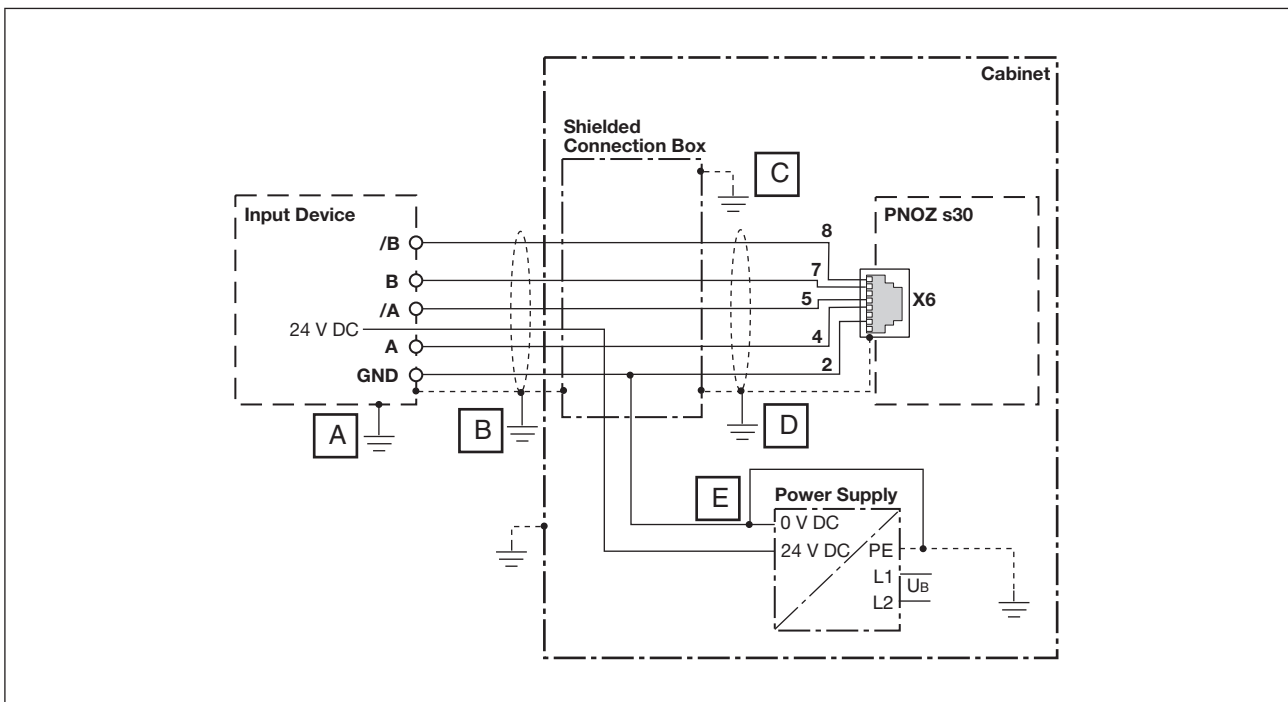 Cabinet
Shielded
Connection Box
C
Input Device
PNOZ s30
/B
8
B
7
X6
/A
5
24 V DC
A
4
GND
2
A
B
D
E
Power Supply
0 V DC
24 V DC
PE
L1
UB
L2